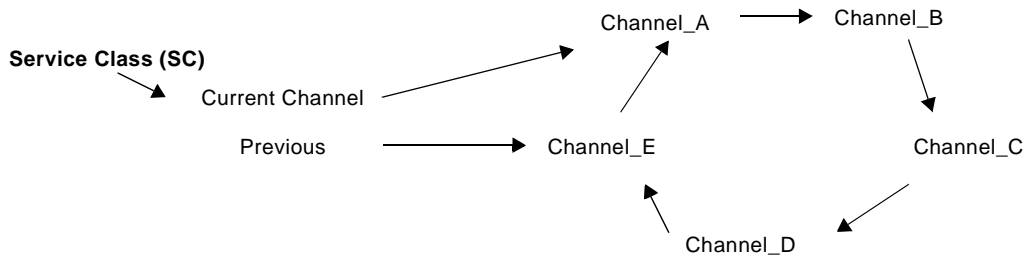 Channel_A
Channel_B
Service Class (SC)
Current Channel
Previous
Channel_E
Channel_C
Channel_D